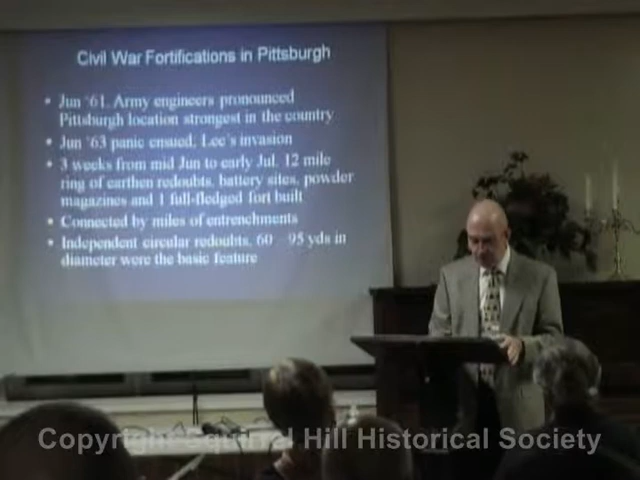 Civil War Fortifications in Pittsburgh
• Jun '61, Army engineers pronounced
Pittsburgh location strongest in the country
• Jun '63 panic ensued, Lee's invasion
• 3 weeks from mid Jun to early Jul, 12 mile
ring of earthen redoubts, battery sites, powder
magazines and 1 full-fledged fort built
• Connected by miles of entrenchments
• Independent circular redoubts, 60 – 95 yds in
diameter were the basic feature
Copyright Squirrel Hill Historical Society